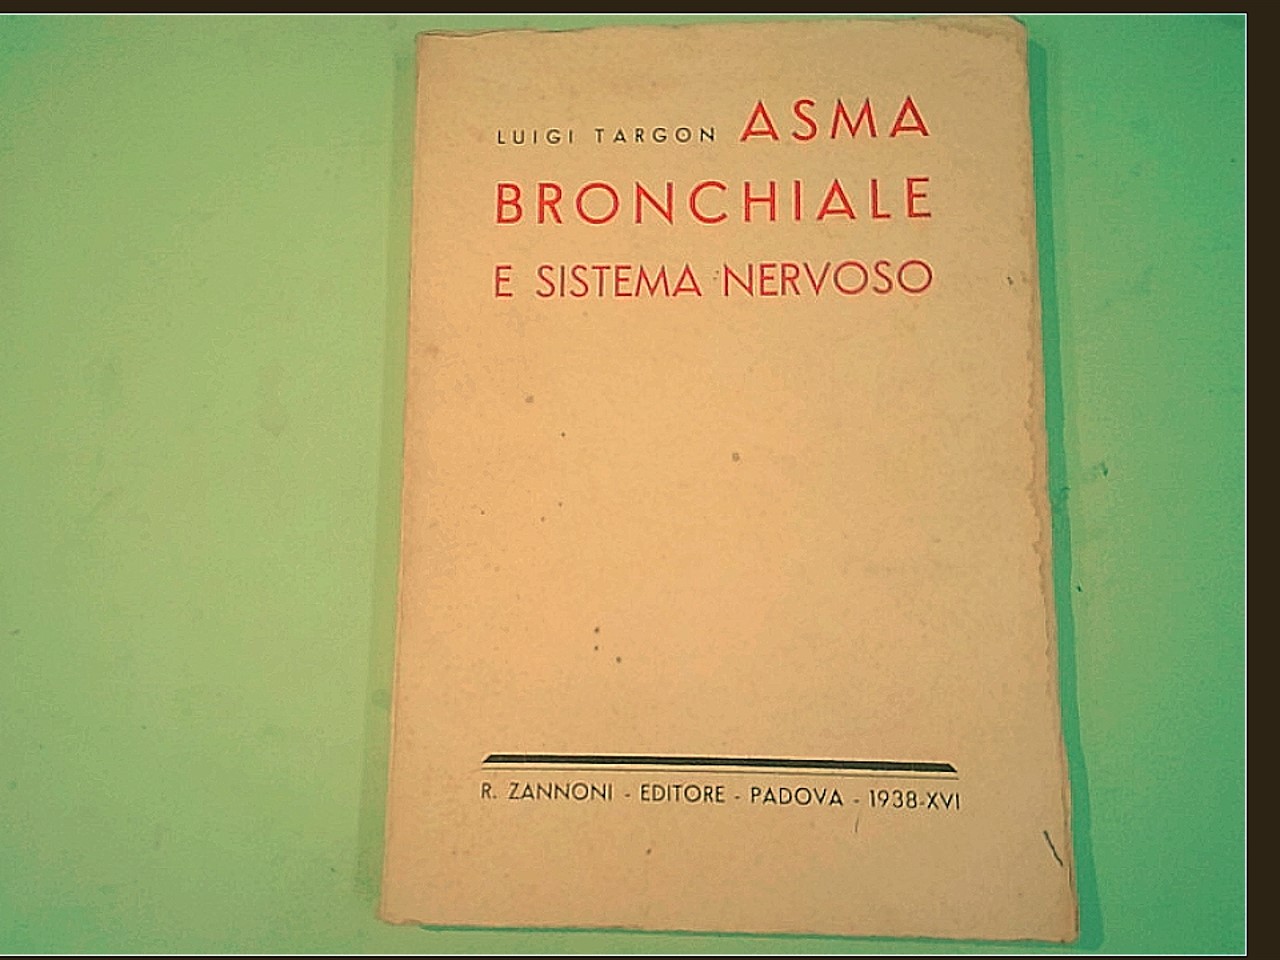 LUIGI TARGON ASMA
BRONCHIALE
E SISTEMA NERVOSO
R. ZANNONI - EDITORE - PADOVA - 1938-XVI